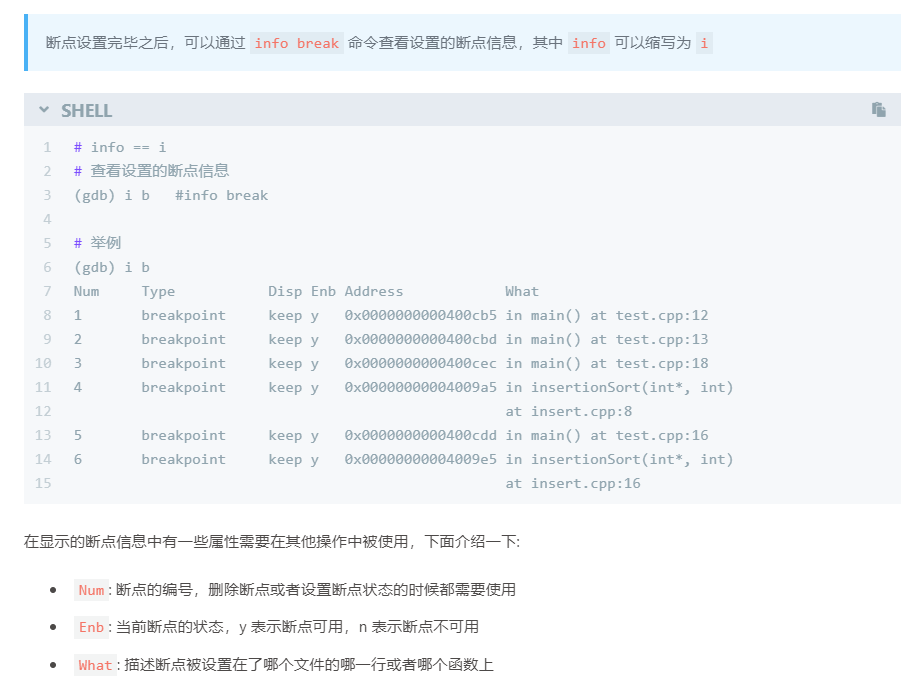 断点设置完毕之后，可以通过 info break 命令查看设置的断点信息，其中 info 可以缩写为 i
SHELL
1 # info == i
2 # 查看设置的断点信息
3 (gdb) i b   #info break
4
5 # 举例
6 (gdb) i b
7 Num     Type           Disp Enb Address            What
8 1       breakpoint     keep y   0x0000000000400cb5 in main() at test.cpp:12
9 2       breakpoint     keep y   0x0000000000400cbd in main() at test.cpp:13
10 3       breakpoint     keep y   0x0000000000400cec in main() at test.cpp:18
11 4       breakpoint     keep y   0x00000000004009a5 in insertionSort(int*, int)
12                                                    at insert.cpp:8
13 5       breakpoint     keep y   0x0000000000400cdd in main() at test.cpp:16
14 6       breakpoint     keep y   0x00000000004009e5 in insertionSort(int*, int)
15                                                    at insert.cpp:16
在显示的断点信息中有一些属性需要在其他操作中被使用，下面介绍一下:
• Num: 断点的编号，删除断点或者设置断点状态的时候都需要使用
• Enb: 当前断点的状态，y 表示断点可用，n 表示断点不可用
• What: 描述断点被设置在了哪个文件的哪一行或者哪个函数上